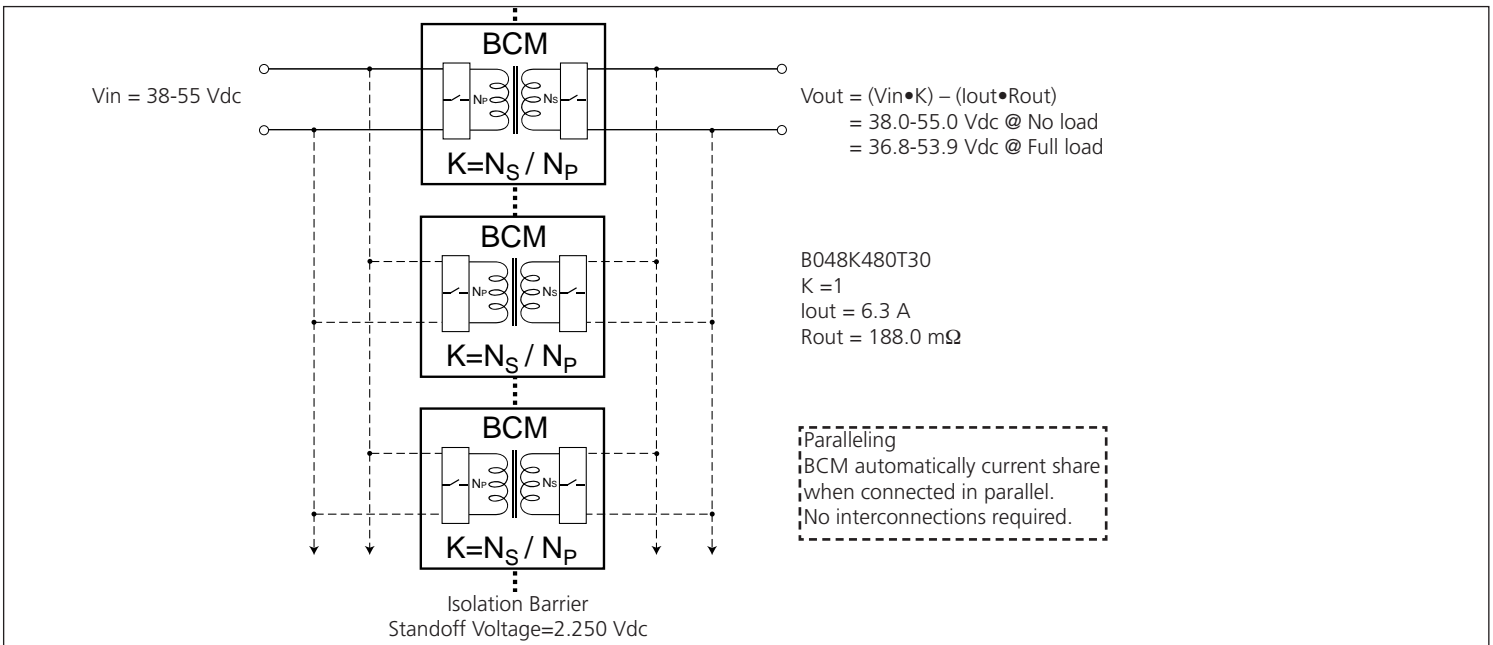 BCM
Vin = 38-55 Vdc
NP
NS
K=NS / NP
Vout = (Vin•K) – (Iout•Rout)
= 38.0-55.0 Vdc @ No load
= 36.8-53.9 Vdc @ Full load
BCM
NP
NS
K=NS / NP
B048K480T30
K =1
Iout = 6.3 A
Rout = 188.0 mΩ
BCM
NP
NS
K=NS / NP
Paralleling
BCM automatically current share
when connected in parallel.
No interconnections required.
Isolation Barrier
Standoff Voltage=2.250 Vdc